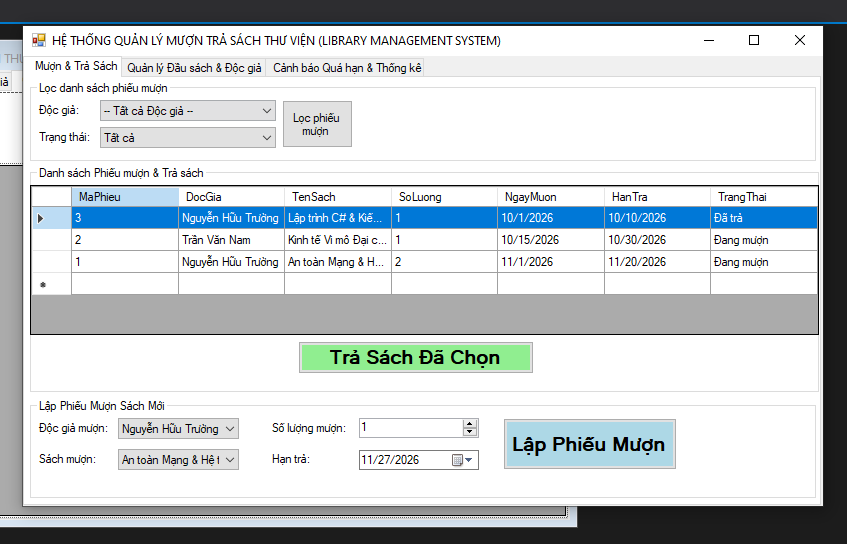 HỆ THỐNG QUẢN LÝ MƯỢN TRẢ SÁCH THƯ VIỆN (LIBRARY MANAGEMENT SYSTEM)
Mượn & Trả Sách Quản lý Đầu sách & Độc giả Cảnh báo Quá hạn & Thống kê
Lọc danh sách phiếu mượn
Độc giả: -- Tất cả Độc giả -- Lọc phiếu mượn
Trạng thái: Tất cả
Danh sách Phiếu mượn & Trả sách
MaPhieu DocGia TenSach SoLuong NgayMuon HanTra TrangThai
3 Nguyễn Hữu Trường Lập trình C# & Kiế... 1 10/1/2026 10/10/2026 Đã trả
2 Trần Văn Nam Kinh tế Vi mô Đại c... 1 10/15/2026 10/30/2026 Đang mượn
1 Nguyễn Hữu Trường An toàn Mạng & H... 2 11/1/2026 11/20/2026 Đang mượn
Trả Sách Đã Chọn
Lập Phiếu Mượn Sách Mới
Độc giả mượn: Nguyễn Hữu Trường Số lượng mượn: 1 Lập Phiếu Mượn
Sách mượn: An toàn Mạng & Hệ t Hạn trả: 11/27/2026